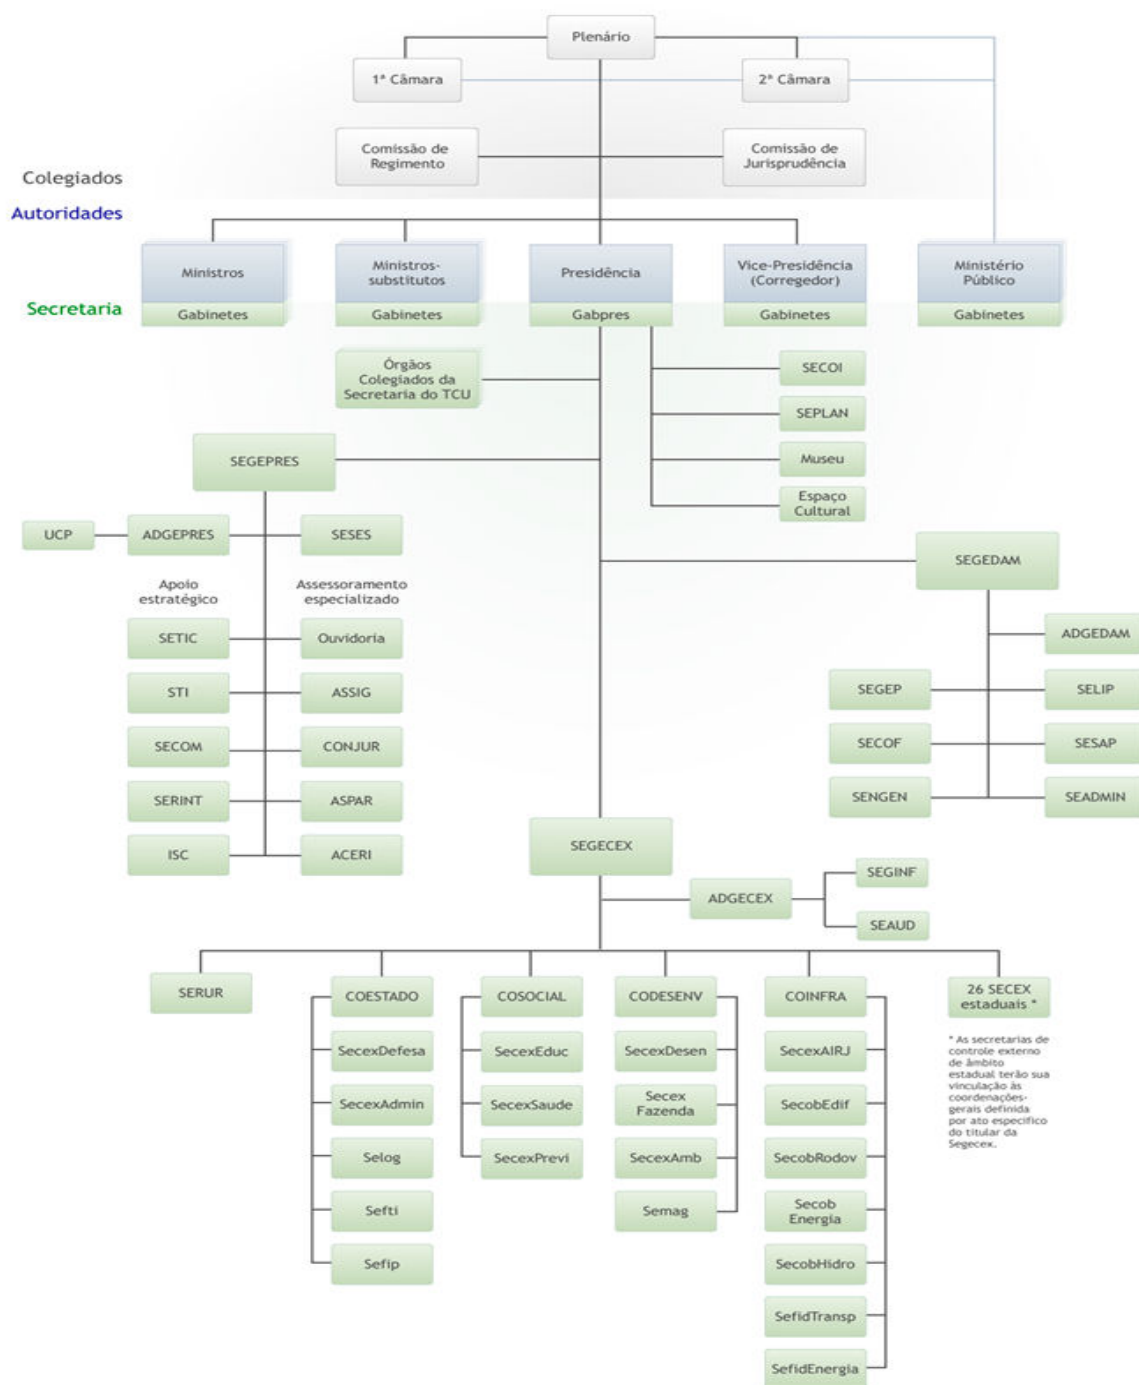 Plenário
1ª Câmara
2ª Câmara
Comissão de
Regimento
Comissão de
Jurisprudência
Colegiados
Autoridades
Ministros
Ministros-
substitutos
Presidência
Vice-Presidência
(Corregedor)
Ministério
Público
Secretaria
Gabinetes
Gabinetes
Gabpres
Gabinetes
Gabinetes
Órgãos
Colegiados da
Secretaria do TCU
SECOI
SEPLAN
Museu
Espaço
Cultural
SEGEPRES
UCP
ADGEPRES
SESES
Apoio
estratégico
Assessoramento
especializado
SETIC
Ouvidoria
STI
ASSIG
SECOM
CONJUR
SERINT
ASPAR
ISC
ACERI
SEGEDAM
ADGEDAM
SEGEP
SELIP
SECOF
SESAP
SENGEN
SEADMIN
SEGECEX
ADGECEX
SEGINF
SEAUD
SERUR
COESTADO
COSOCIAL
CODESENV
COINFRA
26 SECEX
estaduais *
SecexDefesa
SecexAdmin
Selog
Sefti
Sefip
SecexEduc
SecexSaude
SecexPrevi
SecexDesen
Secex
Fazenda
SecexAmb
Semag
SecexAIRJ
SecobEdif
SecobRodov
Secob
Energia
SecobHidro
SefidTransp
SefidEnergia
* As secretarias de
controle externo
de âmbito
estadual terão sua
vinculação às
coordenações-
gerais definida
por ato específico
do titular da
Segecex.